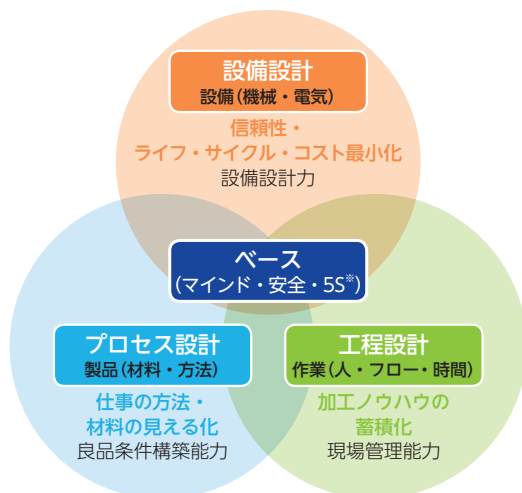 設備設計
設備(機械・電気)
信頼性・
ライフ・サイクル・コスト最小化
設備設計力
ベース
(マインド・安全・5S※)
プロセス設計
製品(材料・方法)
仕事の方法・
材料の見える化
良品条件構築能力
工程設計
作業(人・フロー・時間)
加工ノウハウの
蓄積化
現場管理能力